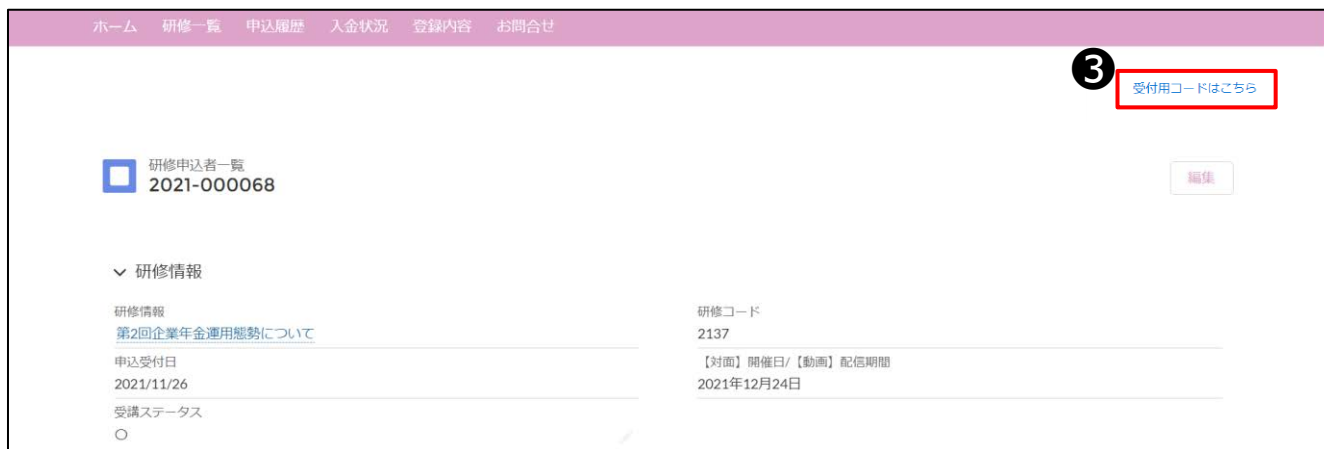 ホーム 研修一覧 申込履歴 入金状況 登録内容 お問合せ
❸
受付用コードはこちら
研修申込者一覧
2021-000068
編集
研修情報
研修情報
第2回企業年金運用態勢について
研修コード
2137
申込受付日
2021/11/26
【対面】開催日/【動画】配信期間
2021年12月24日
受講ステータス
〇